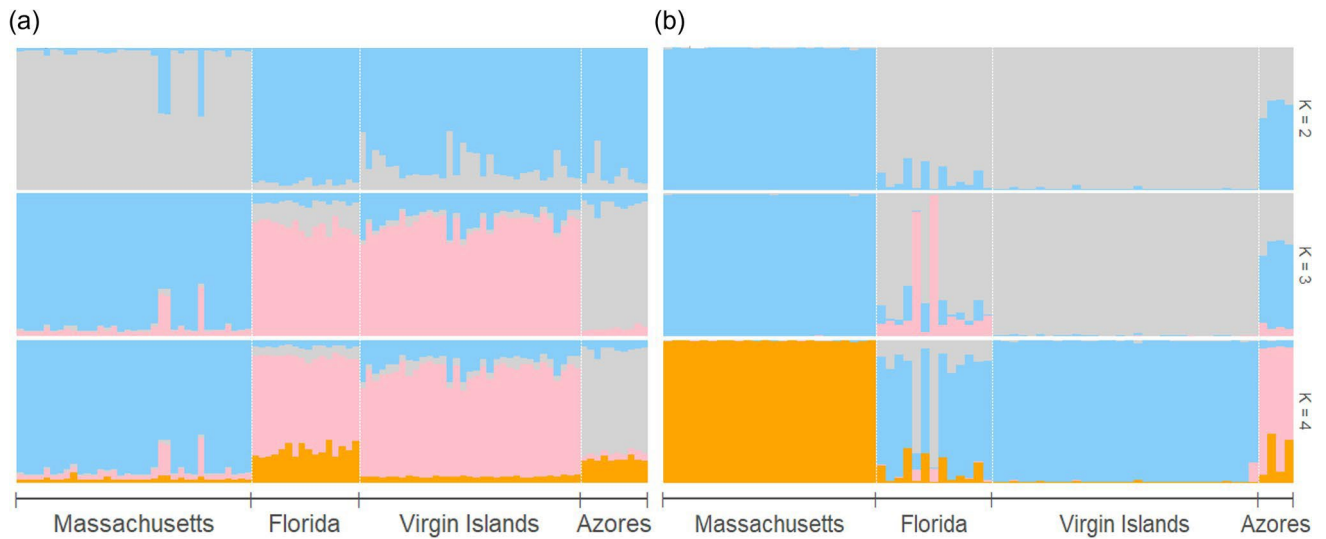 (a)
(b)
K = 2
K = 3
K = 4
Massachusetts Florida Virgin Islands Azores
Massachusetts Florida Virgin Islands Azores